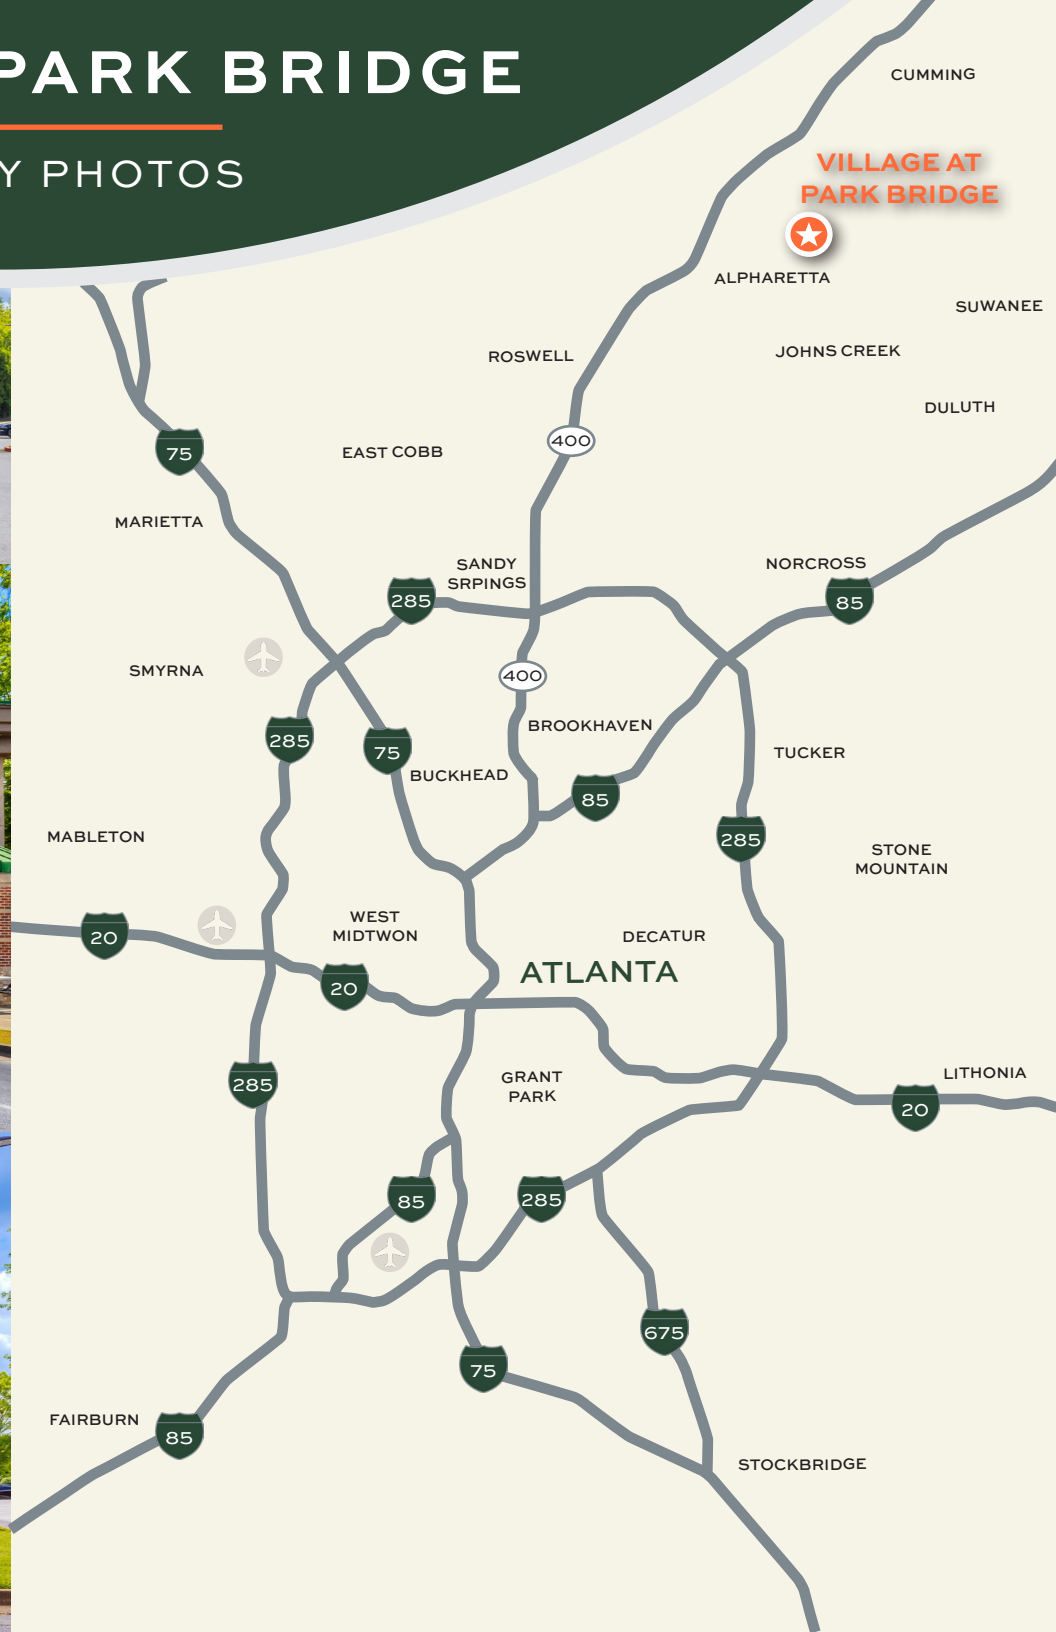 PARK BRIDGE
Y PHOTOS
CUMMING
VILLAGE AT
PARK BRIDGE
ALPHARETTA
SUWANEE
ROSWELL
JOHNS CREEK
DULUTH
400
EAST COBB
75
MARIETTA
SANDY
SRPINGS
NORCROSS
285
85
SMYRNA
400
BROOKHAVEN
285
75
TUCKER
BUCKHEAD
85
MABLETON
285
STONE
MOUNTAIN
WEST
MIDTWON
20
DECATUR
ATLANTA
20
GRANT
PARK
285
LITHONIA
20
85
285
675
75
FAIRBURN
85
STOCKBRIDGE